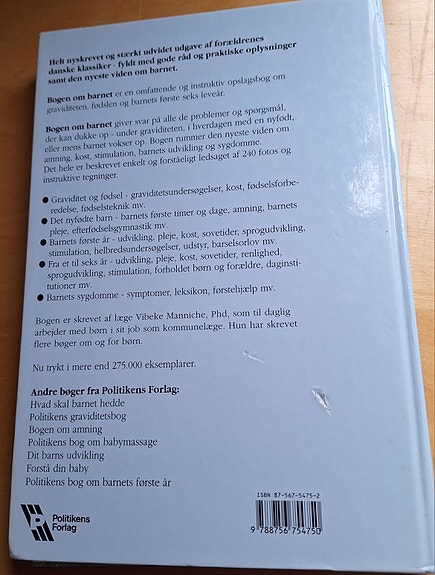 Helt nyskrevet og stærkt udvidet udgave af forældrenes
danske klassiker - fyldt med gode råd og praktiske oplysninger
samt den nyeste viden om barnet.
Bogen om barnet er en omfattende og instruktiv opslagsbog om
graviditeten, fødslen og barnets første seks leveår.
Bogen om barnet giver svar på alle de problemer og spørgsmål,
der kan dukke op - under graviditeten, i hverdagen med en nyfødt,
eller mens barnet vokser op. Bogen rummer den nyeste viden om
amning, kost, stimulation, barnets udvikling og sygdomme.
Det hele er beskrevet enkelt og forståeligt ledsaget af 240 fotos og
instruktive tegninger.
● Graviditet og fødsel - graviditetsundersøgelser, kost, fødselsforbe-
redelse, fødselsteknik mv.
● Det nyfødte barn - barnets første timer og dage, amning, barnets
pleje, efterfødselsgymnastik mv.
● Barnets første år - udvikling, pleje, kost, sovetider, sprogudvikling,
stimulation, helbredsundersøgelser, udstyr, barselsorlov mv.
● Fra et til seks år - udvikling, pleje, kost, sovetider, renlighed,
sprogudvikling, stimulation, forholdet børn og forældre, daginsti-
tutioner mv.
● Barnets sygdomme - symptomer, leksikon, førstehjælp mv.
Bogen er skrevet af læge Vibeke Manniche, Phd, som til daglig
arbejder med børn i sit job som kommunelæge. Hun har skrevet
flere bøger om og for børn.
Nu trykt i mere end 275.000 eksemplarer.
Andre bøger fra Politikens Forlag:
Hvad skal barnet hedde
Politikens graviditetsbog
Bogen om amning
Politikens bog om babymassage
Dit barns udvikling
Forstå din baby
Politikens bog om barnets første år
Politikens
Forlag
ISBN 87-567-5475-2
9 788756 754750